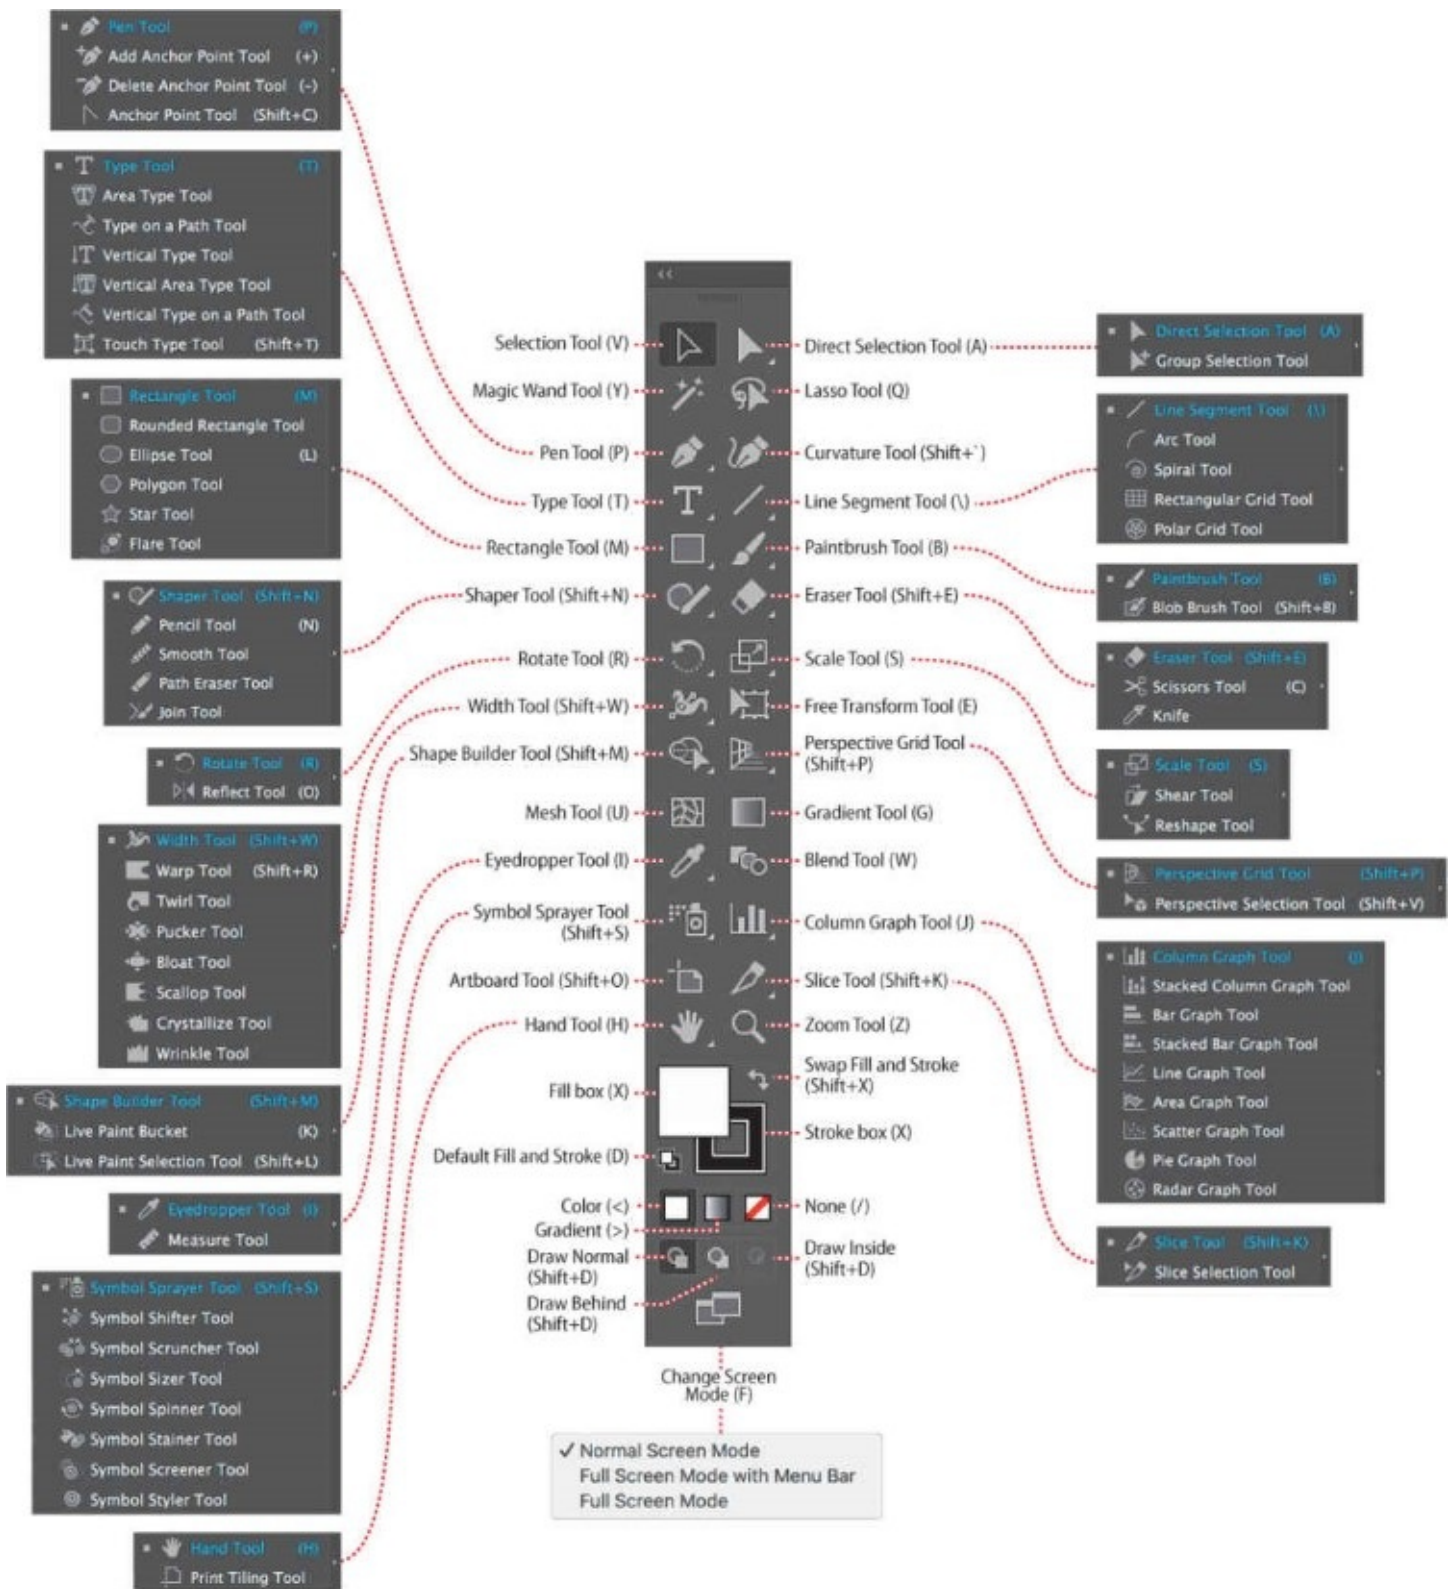 Pen Tool (P)
Add Anchor Point Tool (+)
Delete Anchor Point Tool (-)
Anchor Point Tool (Shift+C)
Type Tool (T)
Area Type Tool
Type on a Path Tool
Vertical Type Tool
Vertical Area Type Tool
Vertical Type on a Path Tool
Touch Type Tool (Shift+T)
Rectangle Tool (M)
Rounded Rectangle Tool
Ellipse Tool (L)
Polygon Tool
Star Tool
Flare Tool
Shaper Tool (Shift+N)
Pencil Tool (N)
Smooth Tool
Path Eraser Tool
Join Tool
Rotate Tool (R)
Reflect Tool (O)
Width Tool (Shift+W)
Warp Tool (Shift+R)
Twirl Tool
Pucker Tool
Bloat Tool
Scallop Tool
Crystallize Tool
Wrinkle Tool
Shape Builder Tool (Shift+M)
Live Paint Bucket (K)
Live Paint Selection Tool (Shift+L)
Eyedropper Tool (I)
Measure Tool
Symbol Sprayer Tool (Shift+S)
Symbol Shifter Tool
Symbol Scruncher Tool
Symbol Sizer Tool
Symbol Spinner Tool
Symbol Stainer Tool
Symbol Screener Tool
Symbol Styler Tool
Hand Tool (H)
Print Tiling Tool
Selection Tool (V)
Magic Wand Tool (Y)
Pen Tool (P)
Type Tool (T)
Rectangle Tool (M)
Shaper Tool (Shift+N)
Rotate Tool (R)
Width Tool (Shift+W)
Shape Builder Tool (Shift+M)
Mesh Tool (U)
Eyedropper Tool (I)
Symbol Sprayer Tool
(Shift+S)
Artboard Tool (Shift+O)
Hand Tool (H)
Fill box (X)
Default Fill and Stroke (D)
Color (<)
Gradient (>)
Draw Normal
(Shift+D)
Draw Behind
(Shift+D)
Direct Selection Tool (A)
Lasso Tool (Q)
Curvature Tool (Shift+`)
Line Segment Tool (\)
Paintbrush Tool (B)
Eraser Tool (Shift+E)
Scale Tool (S)
Free Transform Tool (E)
Perspective Grid Tool
(Shift+P)
Gradient Tool (G)
Blend Tool (W)
Column Graph Tool (J)
Slice Tool (Shift+K)
Zoom Tool (Z)
Swap Fill and Stroke
(Shift+X)
Stroke box (X)
None (/)
Draw Inside
(Shift+D)
Change Screen
Mode (F)
✓ Normal Screen Mode
Full Screen Mode with Menu Bar
Full Screen Mode
Direct Selection Tool (A)
Group Selection Tool
Line Segment Tool (\)
Arc Tool
Spiral Tool
Rectangular Grid Tool
Polar Grid Tool
Paintbrush Tool (B)
Blob Brush Tool (Shift+B)
Eraser Tool (Shift+E)
Scissors Tool (C)
Knife
Scale Tool (S)
Shear Tool
Reshape Tool
Perspective Grid Tool (Shift+P)
Perspective Selection Tool (Shift+V)
Column Graph Tool (J)
Stacked Column Graph Tool
Bar Graph Tool
Stacked Bar Graph Tool
Line Graph Tool
Area Graph Tool
Scatter Graph Tool
Pie Graph Tool
Radar Graph Tool
Slice Tool (Shift+K)
Slice Selection Tool